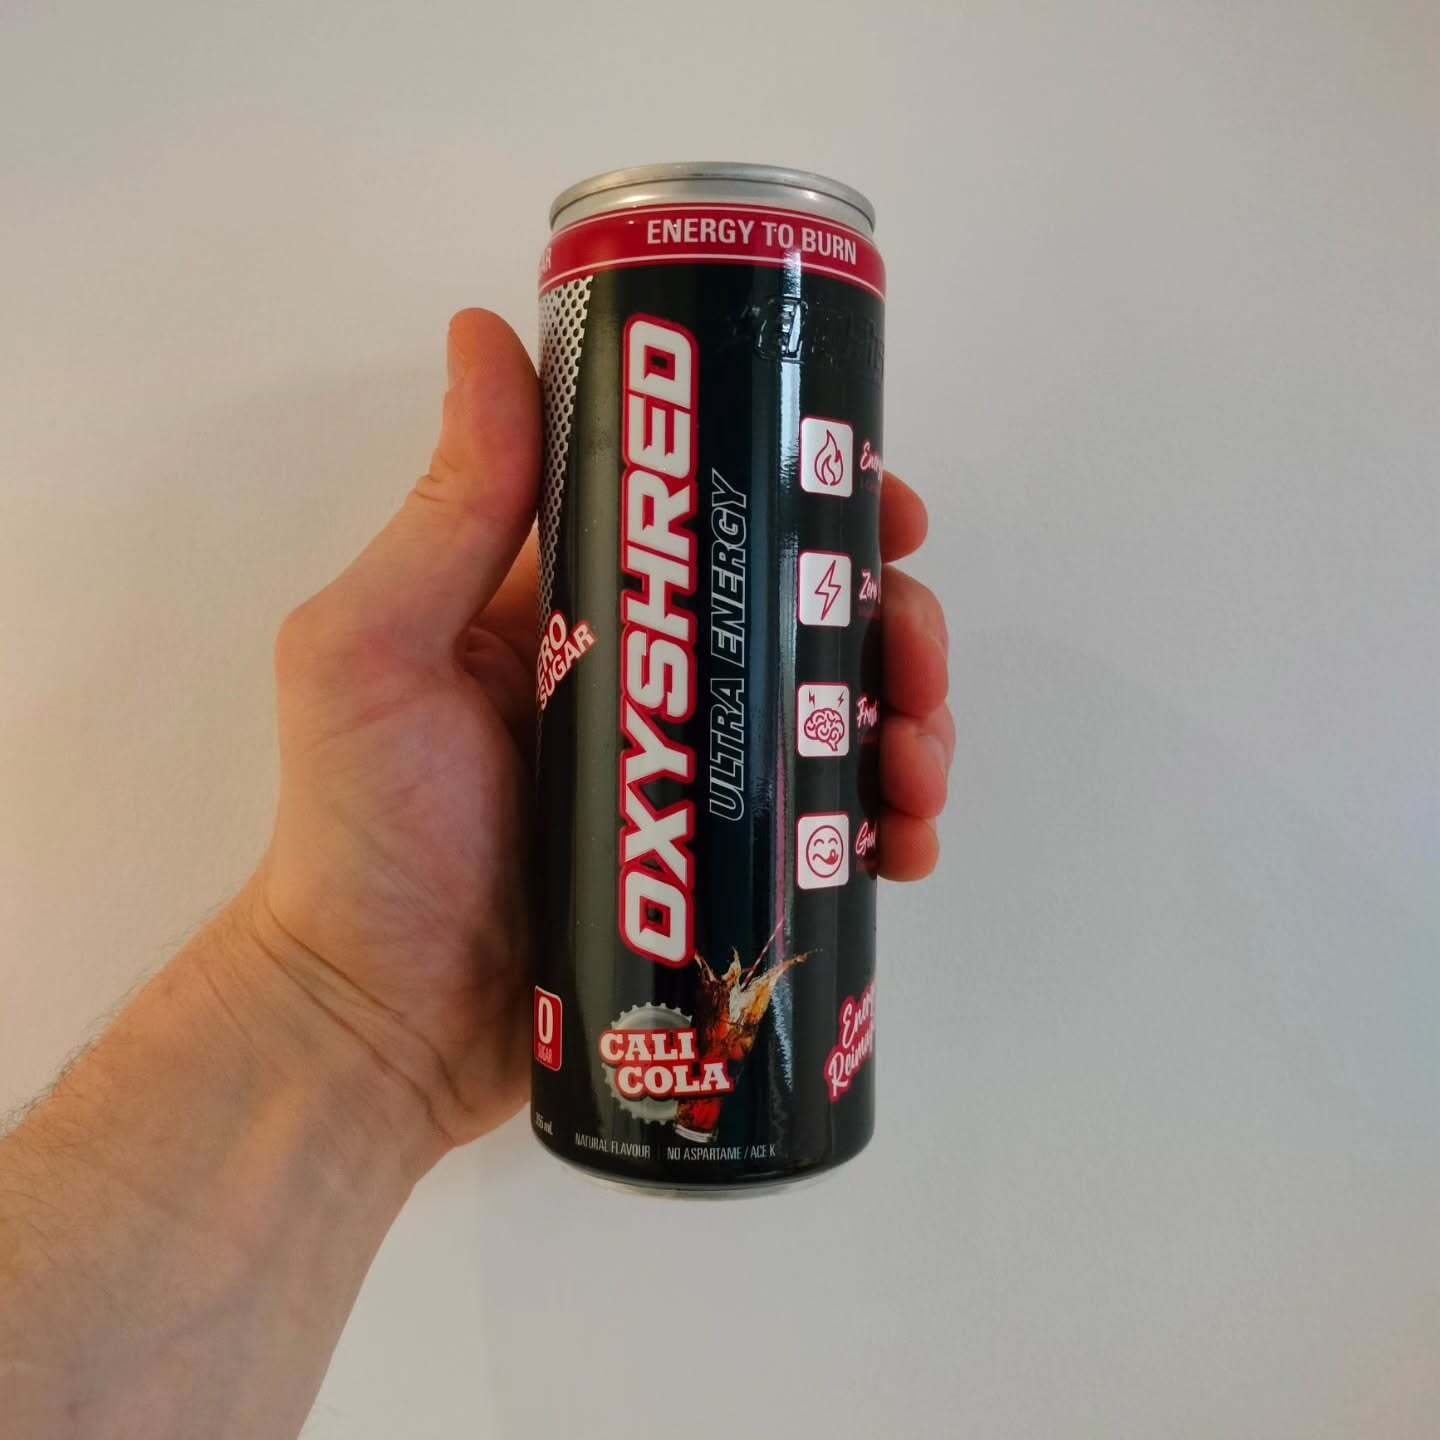 ENERGY TO BURN
OXYSHRED
ULTRA ENERGY
SUGAR
0
SUGAR
CALI
COLA
NATURAL FLAVOUR | NO ASPARTAME / ACE K